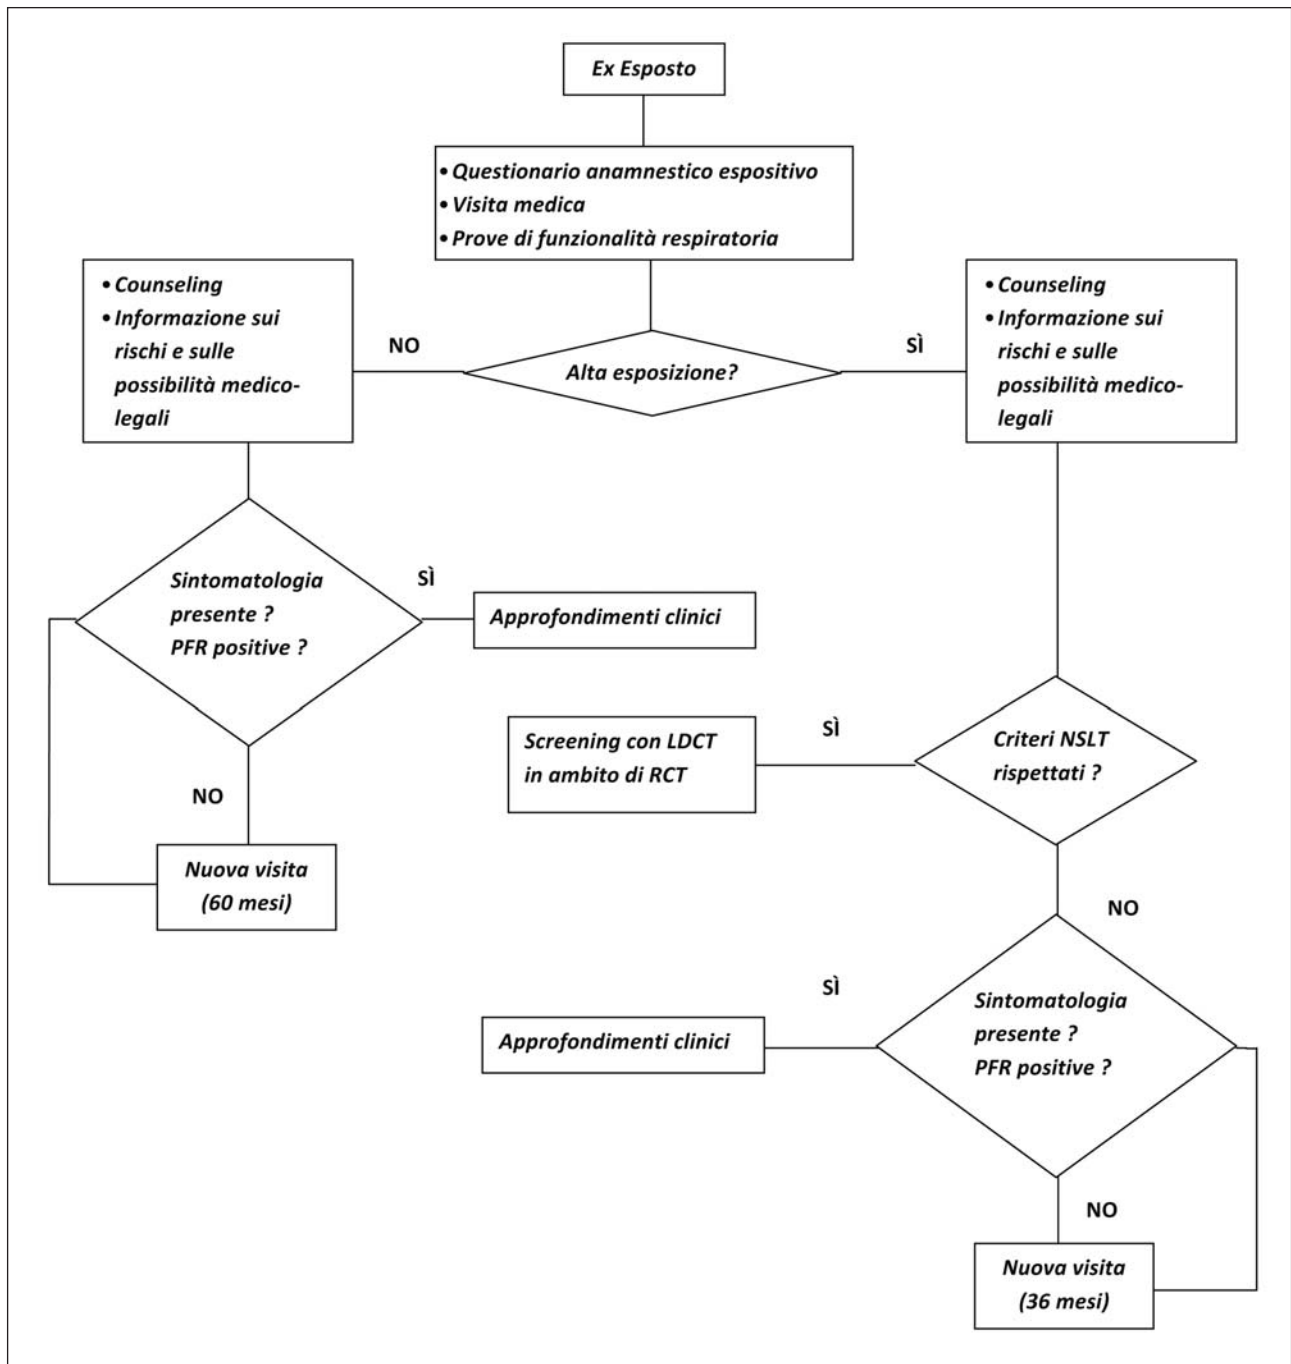 Ex Esposto
• Questionario anamnestico espositivo
• Visita medica
• Prove di funzionalità respiratoria
• Counseling
• Informazione sui
rischi e sulle
possibilità medico-
legali
NO
Alta esposizione?
SÌ
• Counseling
• Informazione sui
rischi e sulle
possibilità medico-
legali
Sintomatologia
presente ?
PFR positive ?
SÌ
Approfondimenti clinici
NO
Nuova visita
(60 mesi)
Criteri NSLT
rispettati ?
SÌ
Screening con LDCT
in ambito di RCT
NO
Sintomatologia
presente ?
PFR positive ?
SÌ
Approfondimenti clinici
NO
Nuova visita
(36 mesi)